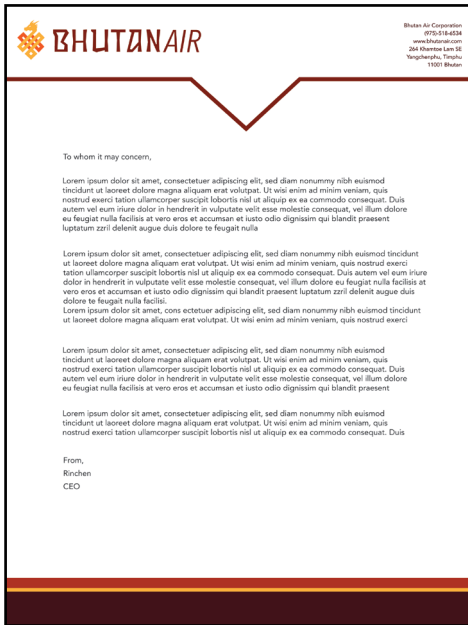 BHUTAN AIR
Bhutan Air Corporation
(975)-518-6534
www.bhutanair.com
264 Khamtoe Lam SE
Yangchenphu, Timphu
11001 Bhutan
To whom it may concern,
Lorem ipsum dolor sit amet, consectetuer adipiscing elit, sed diam nonummy nibh euismod
tincidunt ut laoreet dolore magna aliquam erat volutpat. Ut wisi enim ad minim veniam, quis
nostrud exerci tation ullamcorper suscipit lobortis nisl ut aliquip ex ea commodo consequat. Duis
autem vel eum iriure dolor in hendrerit in vulputate velit esse molestie consequat, vel illum dolore
eu feugiat nulla facilisis at vero eros et accumsan et iusto odio dignissim qui blandit praesent
luptatum zzril delenit augue duis dolore te feugait nulla
Lorem ipsum dolor sit amet, consectetuer adipiscing elit, sed diam nonummy nibh euismod tincidunt
ut laoreet dolore magna aliquam erat volutpat. Ut wisi enim ad minim veniam, quis nostrud exerci
tation ullamcorper suscipit lobortis nisl ut aliquip ex ea commodo consequat. Duis autem vel eum iriure
dolor in hendrerit in vulputate velit esse molestie consequat, vel illum dolore eu feugiat nulla facilisis at
vero eros et accumsan et iusto odio dignissim qui blandit praesent luptatum zzril delenit augue duis
dolore te feugait nulla facilisi.
Lorem ipsum dolor sit amet, cons ectetuer adipiscing elit, sed diam nonummy nibh euismod tincidunt
ut laoreet dolore magna aliquam erat volutpat. Ut wisi enim ad minim veniam, quis nostrud exerci
Lorem ipsum dolor sit amet, consectetuer adipiscing elit, sed diam nonummy nibh euismod
tincidunt ut laoreet dolore magna aliquam erat volutpat. Ut wisi enim ad minim veniam, quis
nostrud exerci tation ullamcorper suscipit lobortis nisl ut aliquip ex ea commodo consequat. Duis
autem vel eum iriure dolor in hendrerit in vulputate velit esse molestie consequat, vel illum dolore
eu feugiat nulla facilisis at vero eros et accumsan et iusto odio dignissim qui blandit praesent
Lorem ipsum dolor sit amet, consectetuer adipiscing elit, sed diam nonummy nibh euismod
tincidunt ut laoreet dolore magna aliquam erat volutpat. Ut wisi enim ad minim veniam, quis
nostrud exerci tation ullamcorper suscipit lobortis nisl ut aliquip ex ea commodo consequat. Duis
From,
Rinchen
CEO